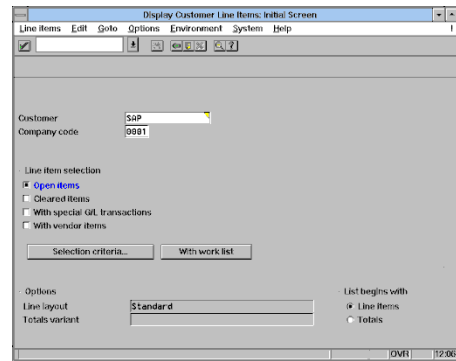 Display Customer Line Items: Initial Screen
Line items Edit Goto Options Environment System Help
Customer SAP
Company code 0001
Line item selection
Open items
Cleared items
With special G/L transactions
With vendor items
Selection criteria... With work list
Options List begins with
Line layout Standard Line items
Totals variant Totals
OVR 12:06